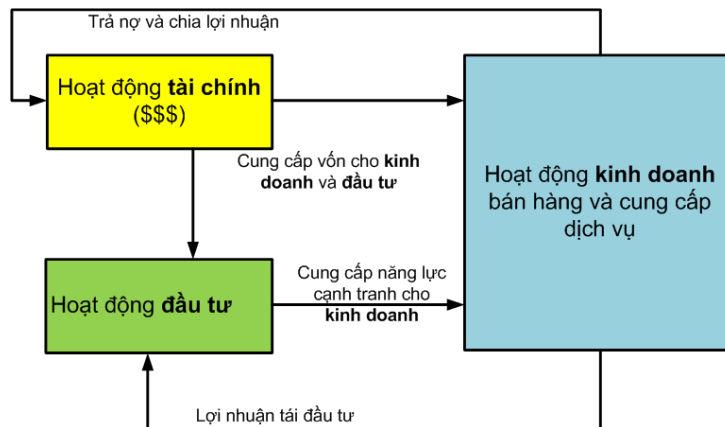 Trả nợ và chia lợi nhuận
Hoạt động tài chính
($$$)
Cung cấp vốn cho kinh
doanh và đầu tư
Hoạt động kinh doanh
bán hàng và cung cấp
dịch vụ
Hoạt động đầu tư
Cung cấp năng lực
cạnh tranh cho
kinh doanh
Lợi nhuận tái đầu tư